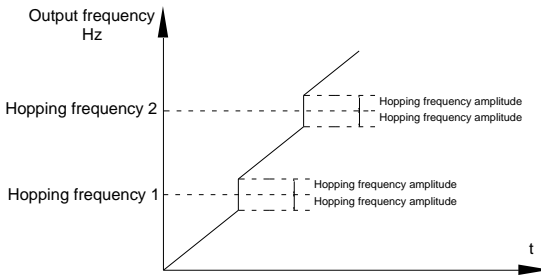 Output frequency
Hz
Hopping frequency amplitude
Hopping frequency 2
Hopping frequency amplitude
Hopping frequency amplitude
Hopping frequency 1
Hopping frequency amplitude
t